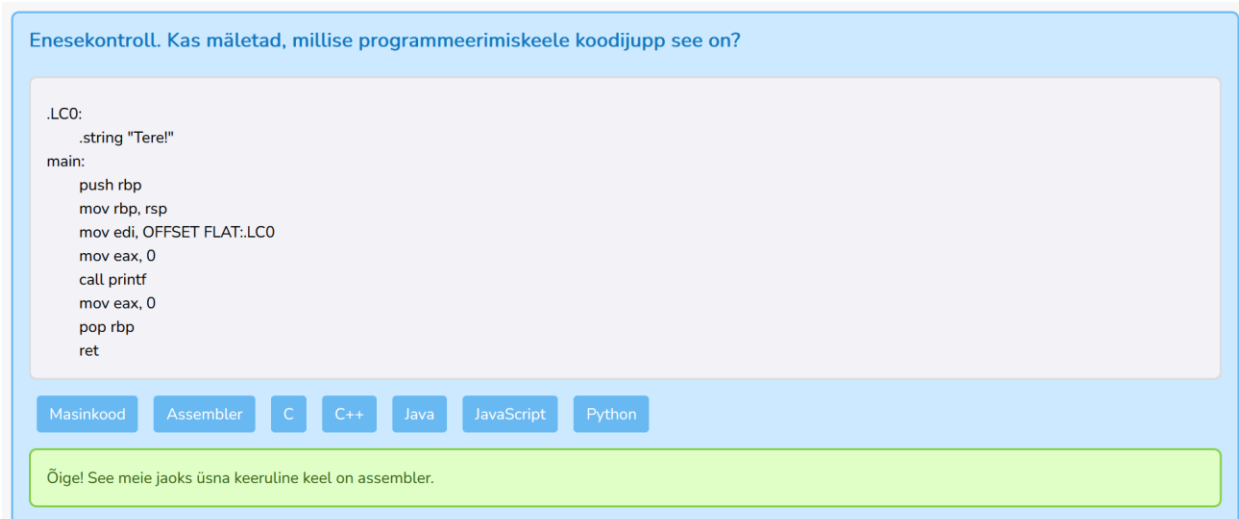 Enesekontroll. Kas mäletad, millise programmeerimiskeele koodijupp see on?
.LC0:
.string "Tere!"
main:
push rbp
mov rbp, rsp
mov edi, OFFSET FLAT:.LC0
mov eax, 0
call printf
mov eax, 0
pop rbp
ret
Masinkood Assembler C C++ Java JavaScript Python
Õige! See meie jaoks üsna keeruline keel on assembler.